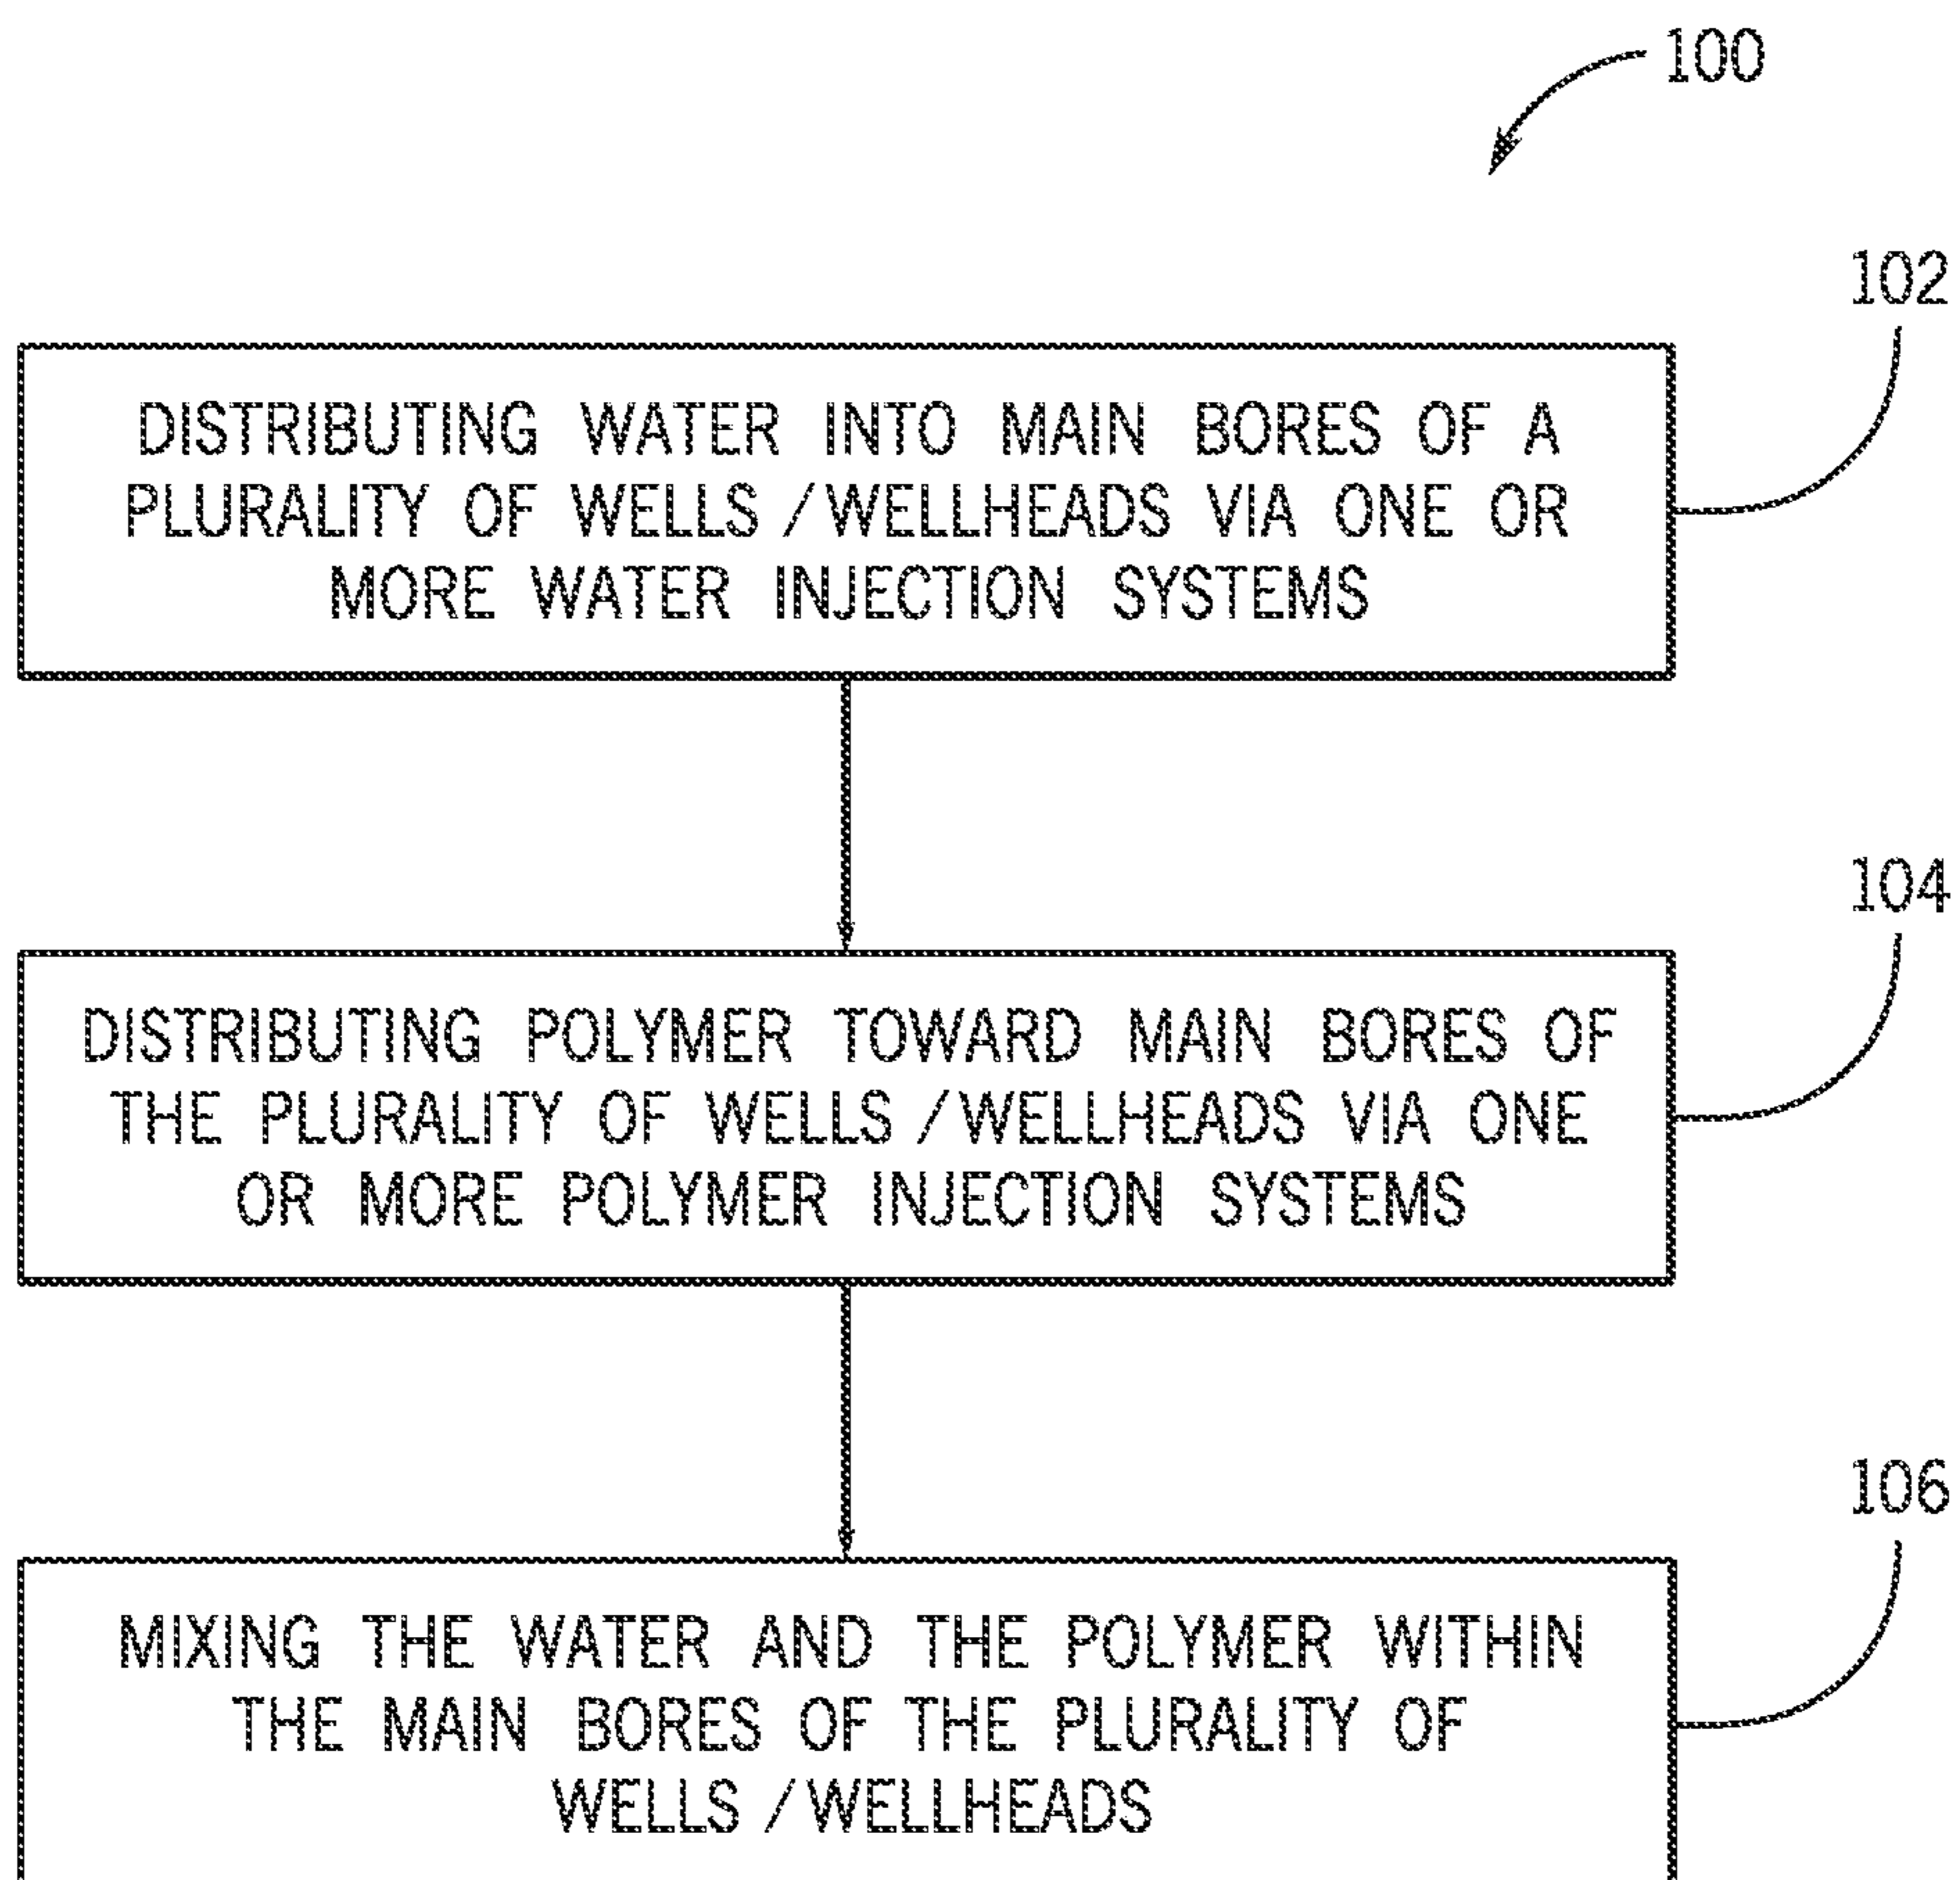 100
102
DISTRIBUTING WATER INTO MAIN BORES OF A
PLURALITY OF WELLS /WELLHEADS VIA ONE OR
MORE WATER INJECTION SYSTEMS
104
DISTRIBUTING POLYMER TOWARD MAIN BORES OF
THE PLURALITY OF WELLS /WELLHEADS VIA ONE
OR MORE POLYMER INJECTION SYSTEMS
106
MIXING THE WATER AND THE POLYMER WITHIN
THE MAIN BORES OF THE PLURALITY OF
WELLS /WELLHEADS